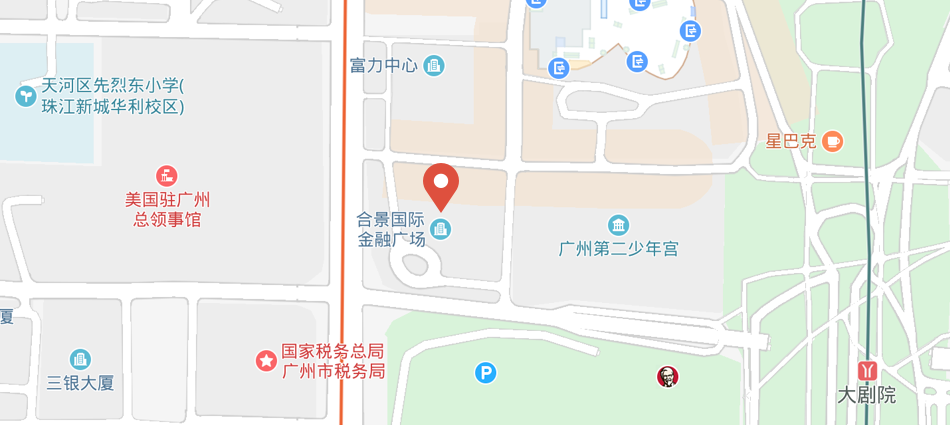 富力中心
天河区先烈东小学(
珠江新城华利校区)
星巴克
美国驻广州
总领事馆
合景国际
金融广场
广州第二少年宫
厦
国家税务总局
广州市税务局
三银大厦
P
大剧院